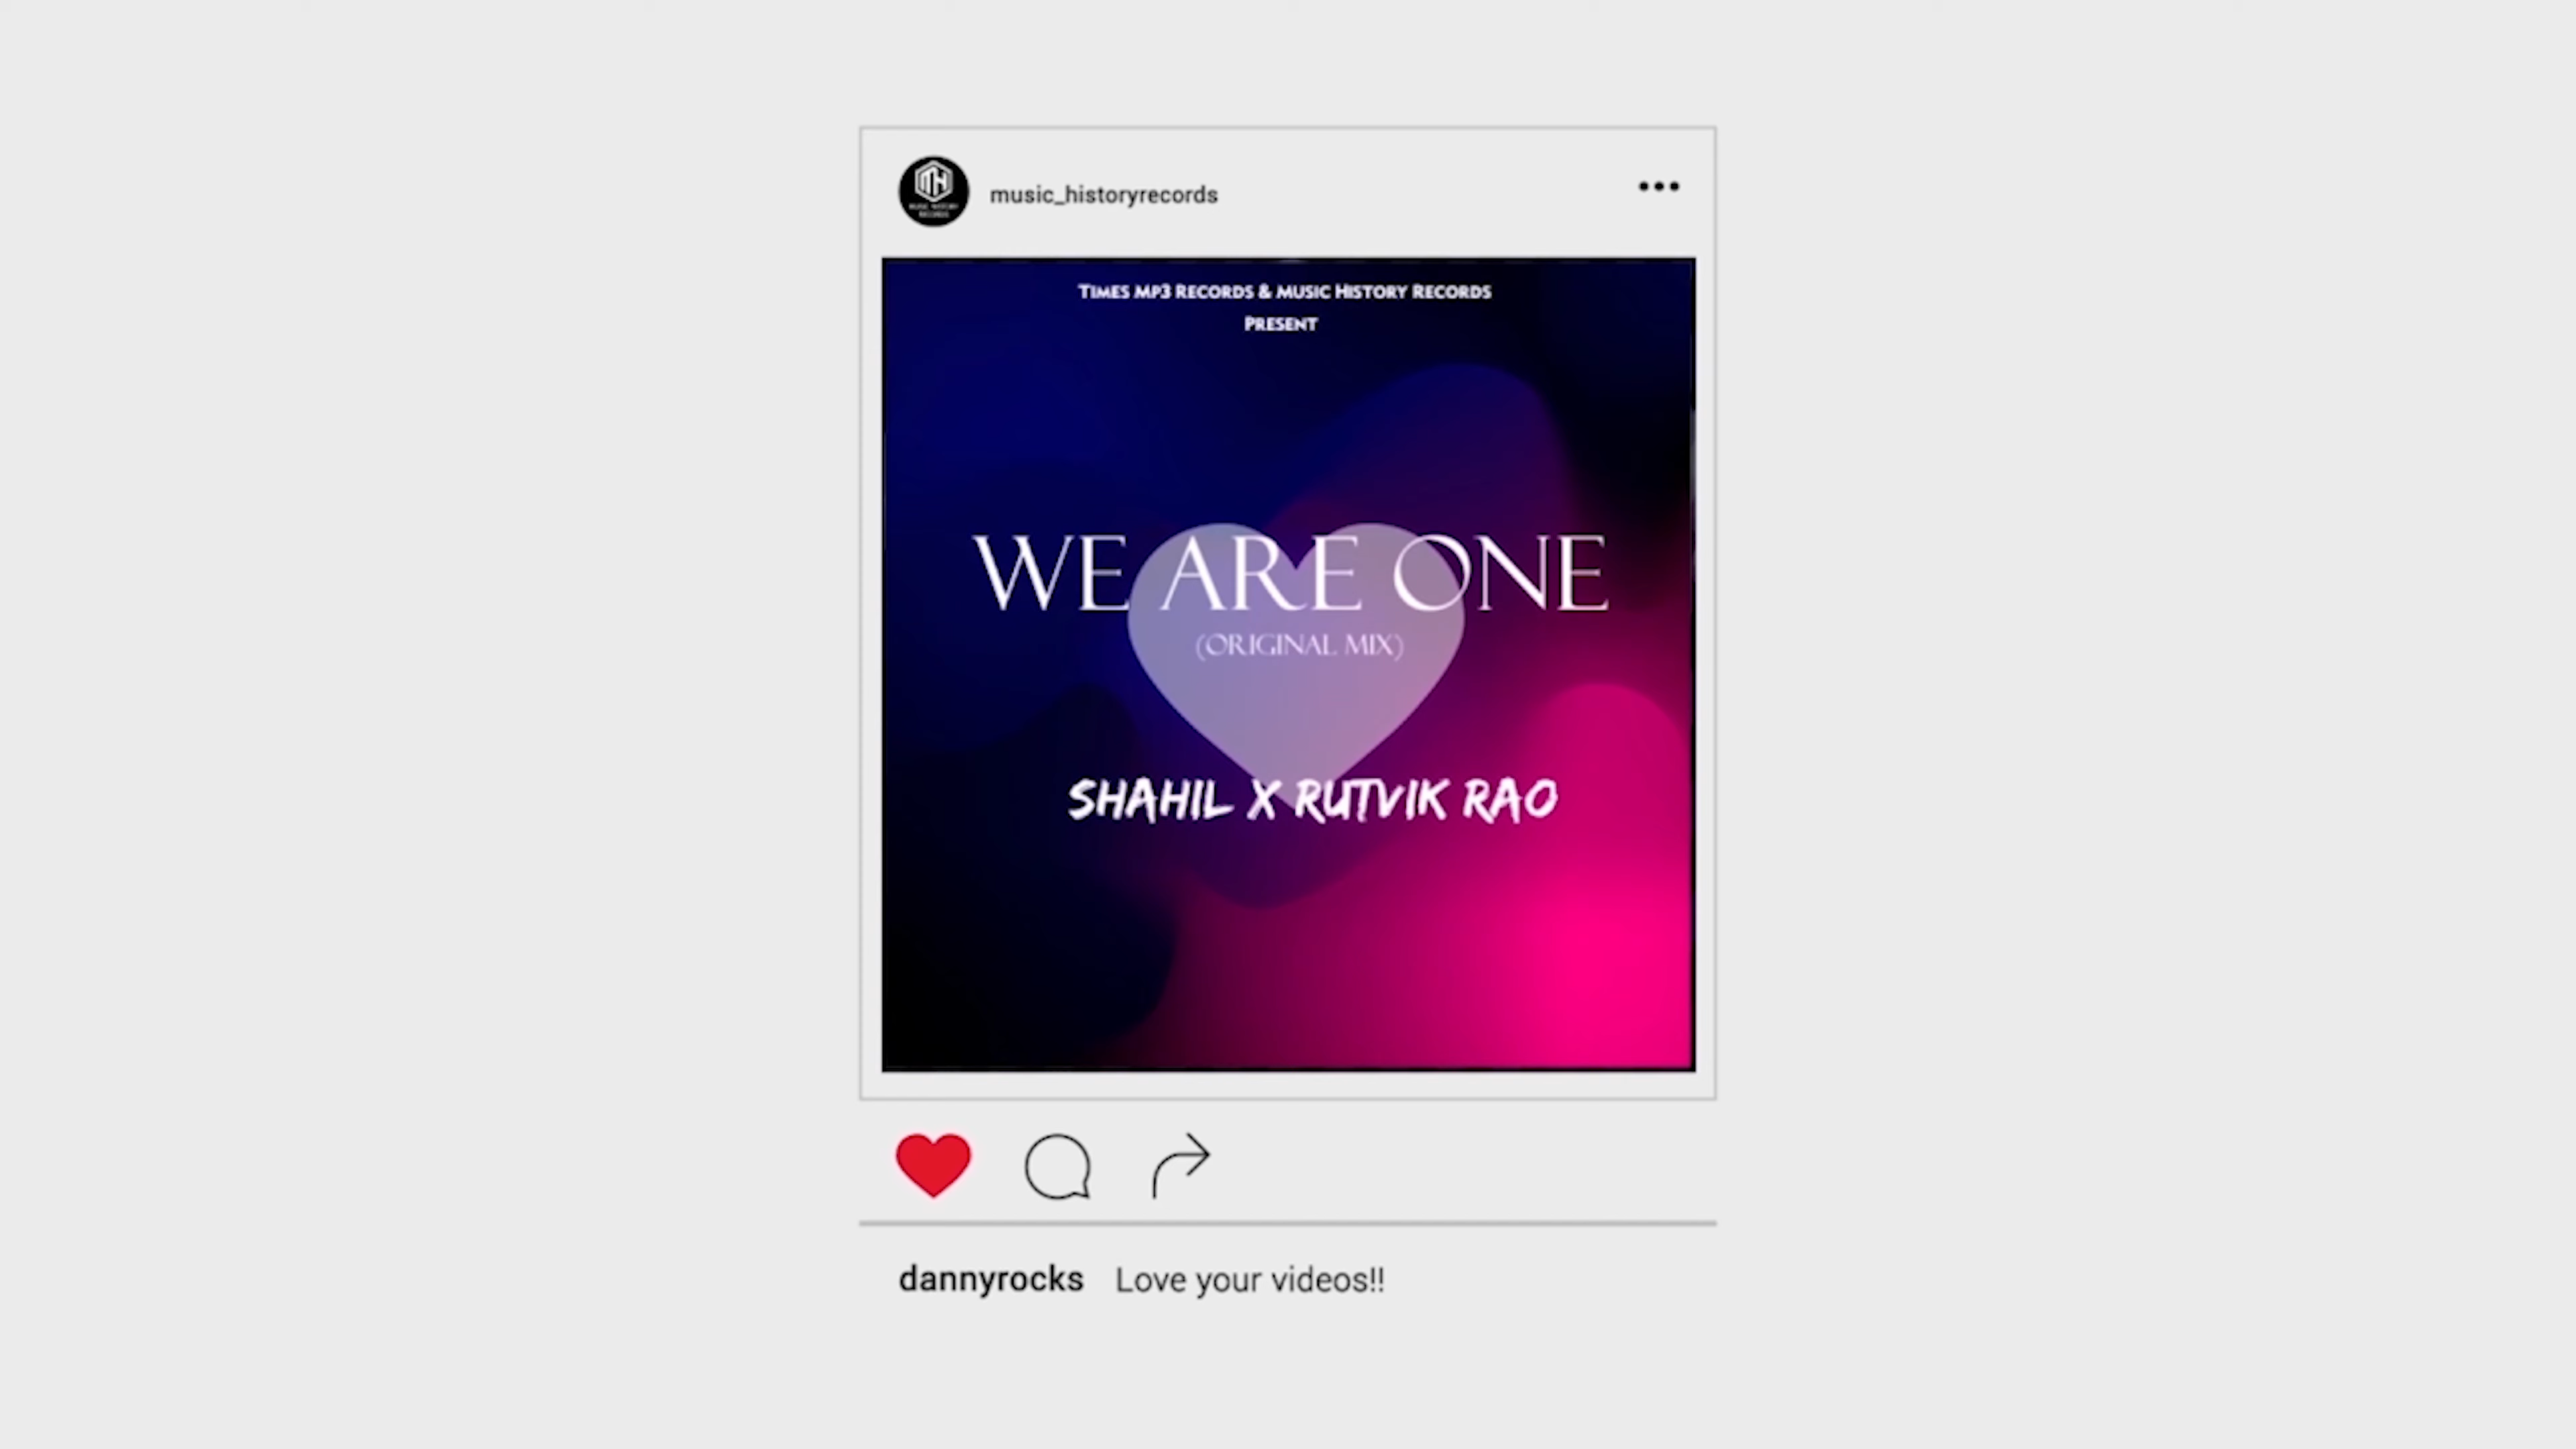 music_historyrecords
TIMES MP3 RECORDS & MUSIC HISTORY RECORDS
PRESENT
WE ARE ONE
(ORIGINAL MIX)
SHAHIL X RUTVIK RAO
dannyrocks Love your videos!!